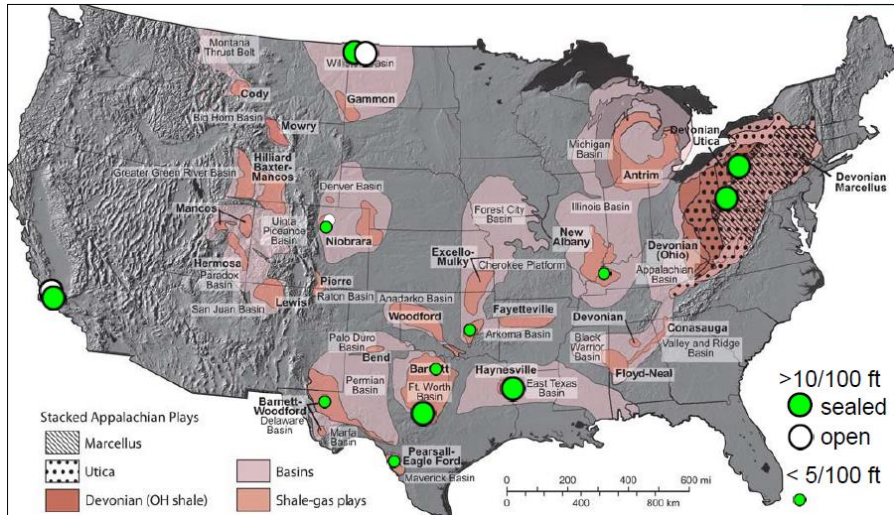 Montana
Thrust Belt
Cody
Big Horn Basin
Mowry
Gammon
Greater Green River Basin
Hilliard
Baxter-
Mancos
Mancos
Uinta
Piceance
Basin
Hermosa
Paradox
Basin
San Juan Basin
Lewis
Denver Basin
Niobrara
Pierre
Raton Basin
Anadarko Basin
Woodford
Palo Duro
Basin
Bend
Permian
Basin
Barnett-
Woodford
Delaware
Basin
Marfa
Basin
Ft. Worth
Basin
Pearsall-
Eagle Ford
Maverick Basin
Forest City
Basin
Excello-
Mulky
Cherokee Platform
Fayetteville
Arkoma Basin
Haynesville
East Texas
Basin
Michigan
Basin
Antrim
Illinois Basin
New
Albany
Devonian
Utica
Devonian
Marcellus
Devonian
(Ohio)
Appalachian
Basin
Devonian
Black
Warrior
Basin
Conasauga
Valley and Ridge
Basin
Floyd-Neal
Stacked Appalachian Plays
Marcellus
Utica
Devonian (OH shale)
Basins
Shale-gas plays
0 200 400 600 mi
0 400 800 km
>10/100 ft
sealed
open
< 5/100 ft